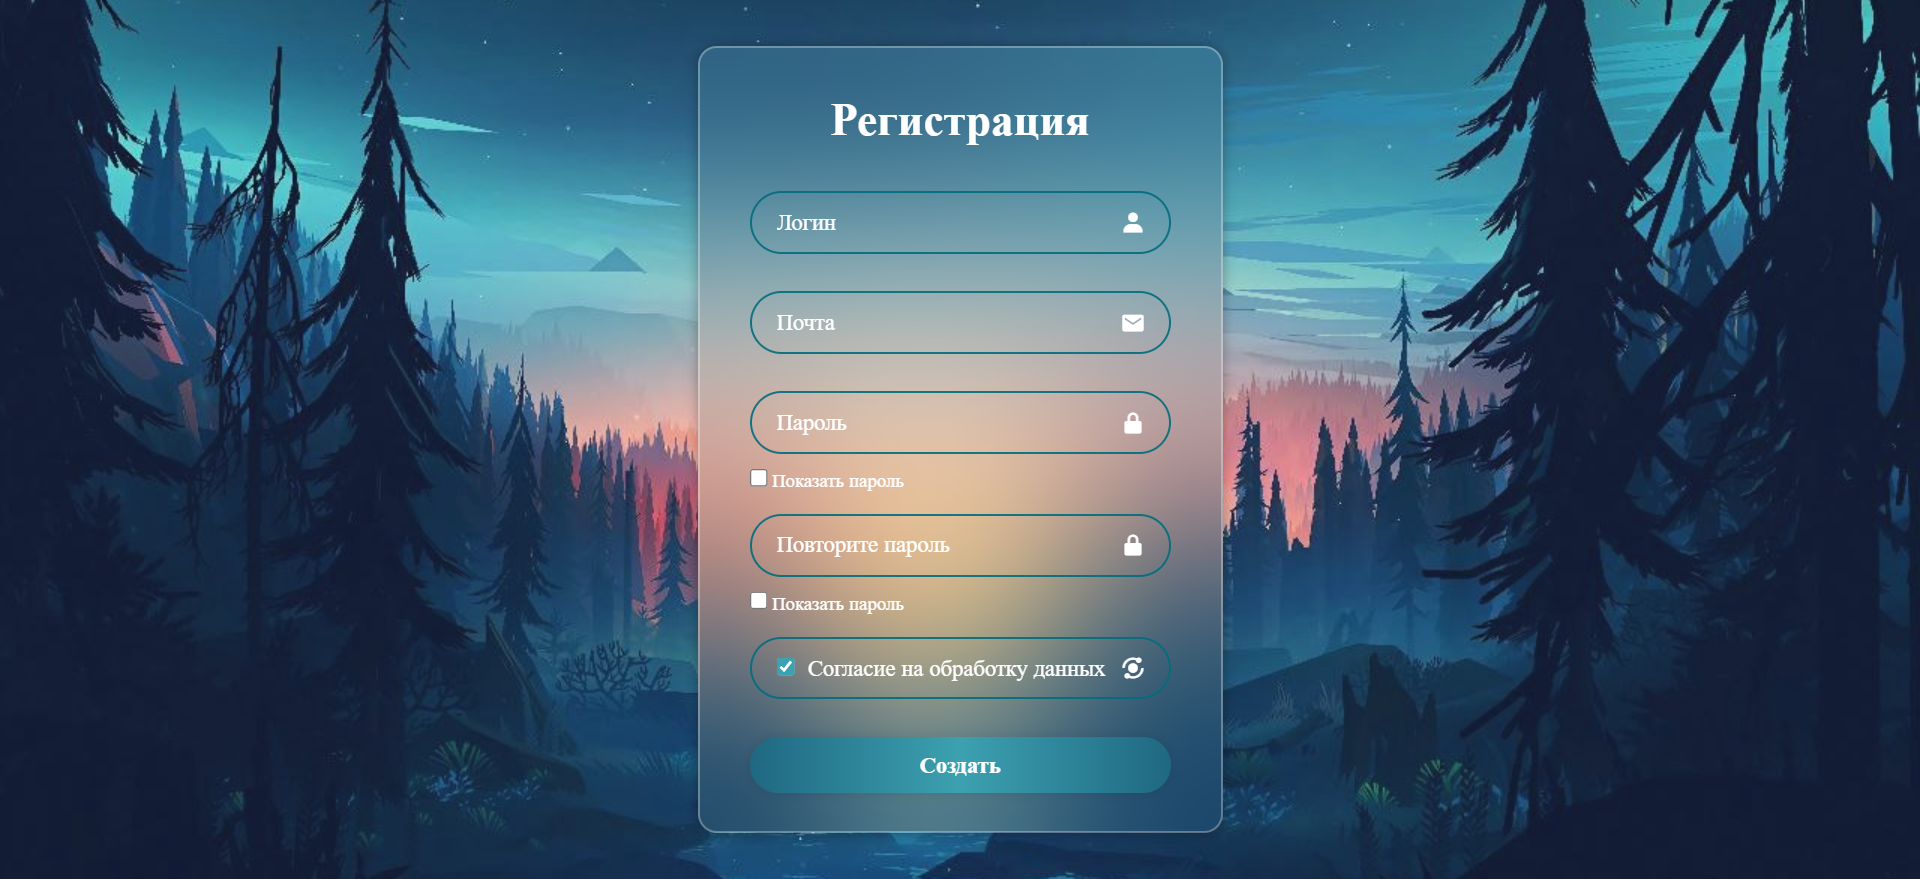 Регистрация
Логин
Почта
Пароль
Показать пароль
Повторите пароль
Показать пароль
Согласие на обработку данных
Создать